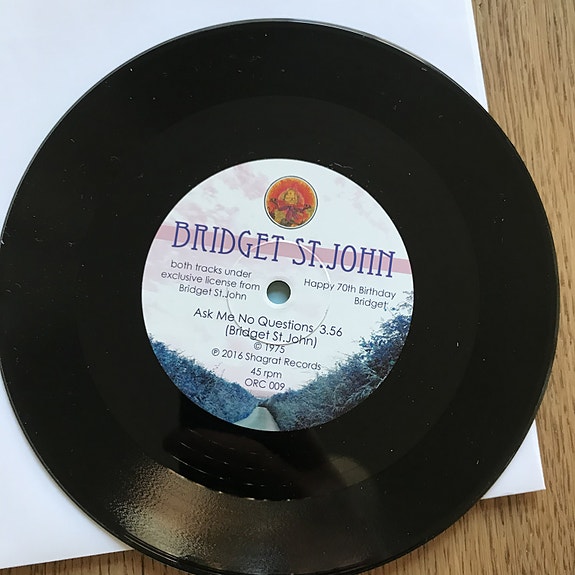 BRIDGET ST.JOHN
both tracks under
exclusive license from
Bridget St.John
Happy 70th Birthday
Bridget
Ask Me No Questions 3.56
(Bridget St.John)
© 1975
℗ 2016 Shagrat Records
45 rpm
ORC 009